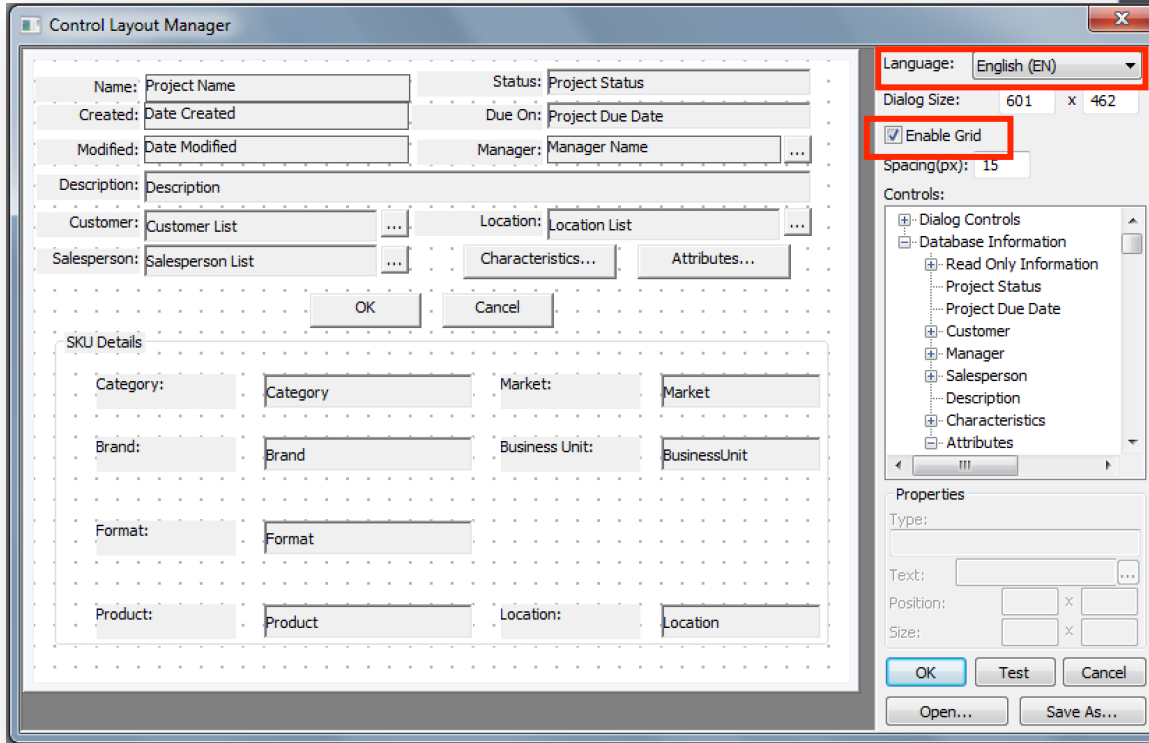 Control Layout Manager
X
Name: Project Name
Status: Project Status
Created: Date Created
Due On: Project Due Date
Modified: Date Modified
Manager: Manager Name ...
Description: Description
Customer: Customer List ...
Location: Location List ...
Salesperson: Salesperson List ...
Characteristics... Attributes...
OK Cancel
SKU Details
Category: Category
Market: Market
Brand: Brand
Business Unit: BusinessUnit
Format: Format
Product: Product
Location: Location
Language: English (EN)
Dialog Size: 601 x 462
Enable Grid
Spacing(px): 15
Controls:
Dialog Controls
Database Information
Read Only Information
Project Status
Project Due Date
Customer
Manager
Salesperson
Description
Characteristics
Attributes
Properties
Type:
Text: ...
Position: X
Size: X
OK Test Cancel
Open... Save As...